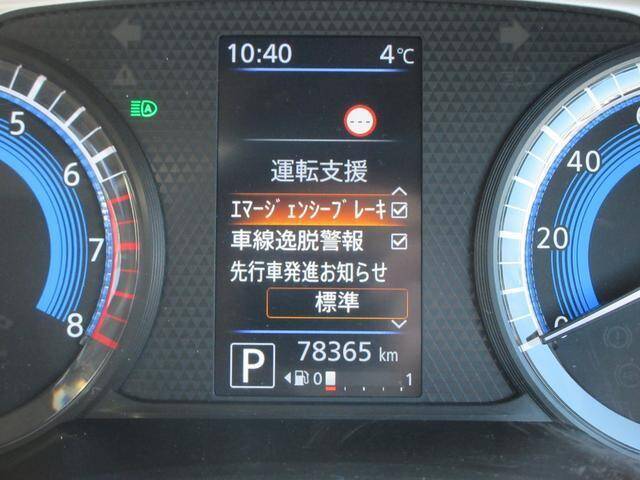 10:40 4℃
---
運転支援
ｴﾏｰｼﾞｪﾝｼｰﾌﾞﾚｰｷ
車線逸脱警報
先行車発進お知らせ
標準
P 78365 km
0 1
A
5
6
7
8
40
20
0